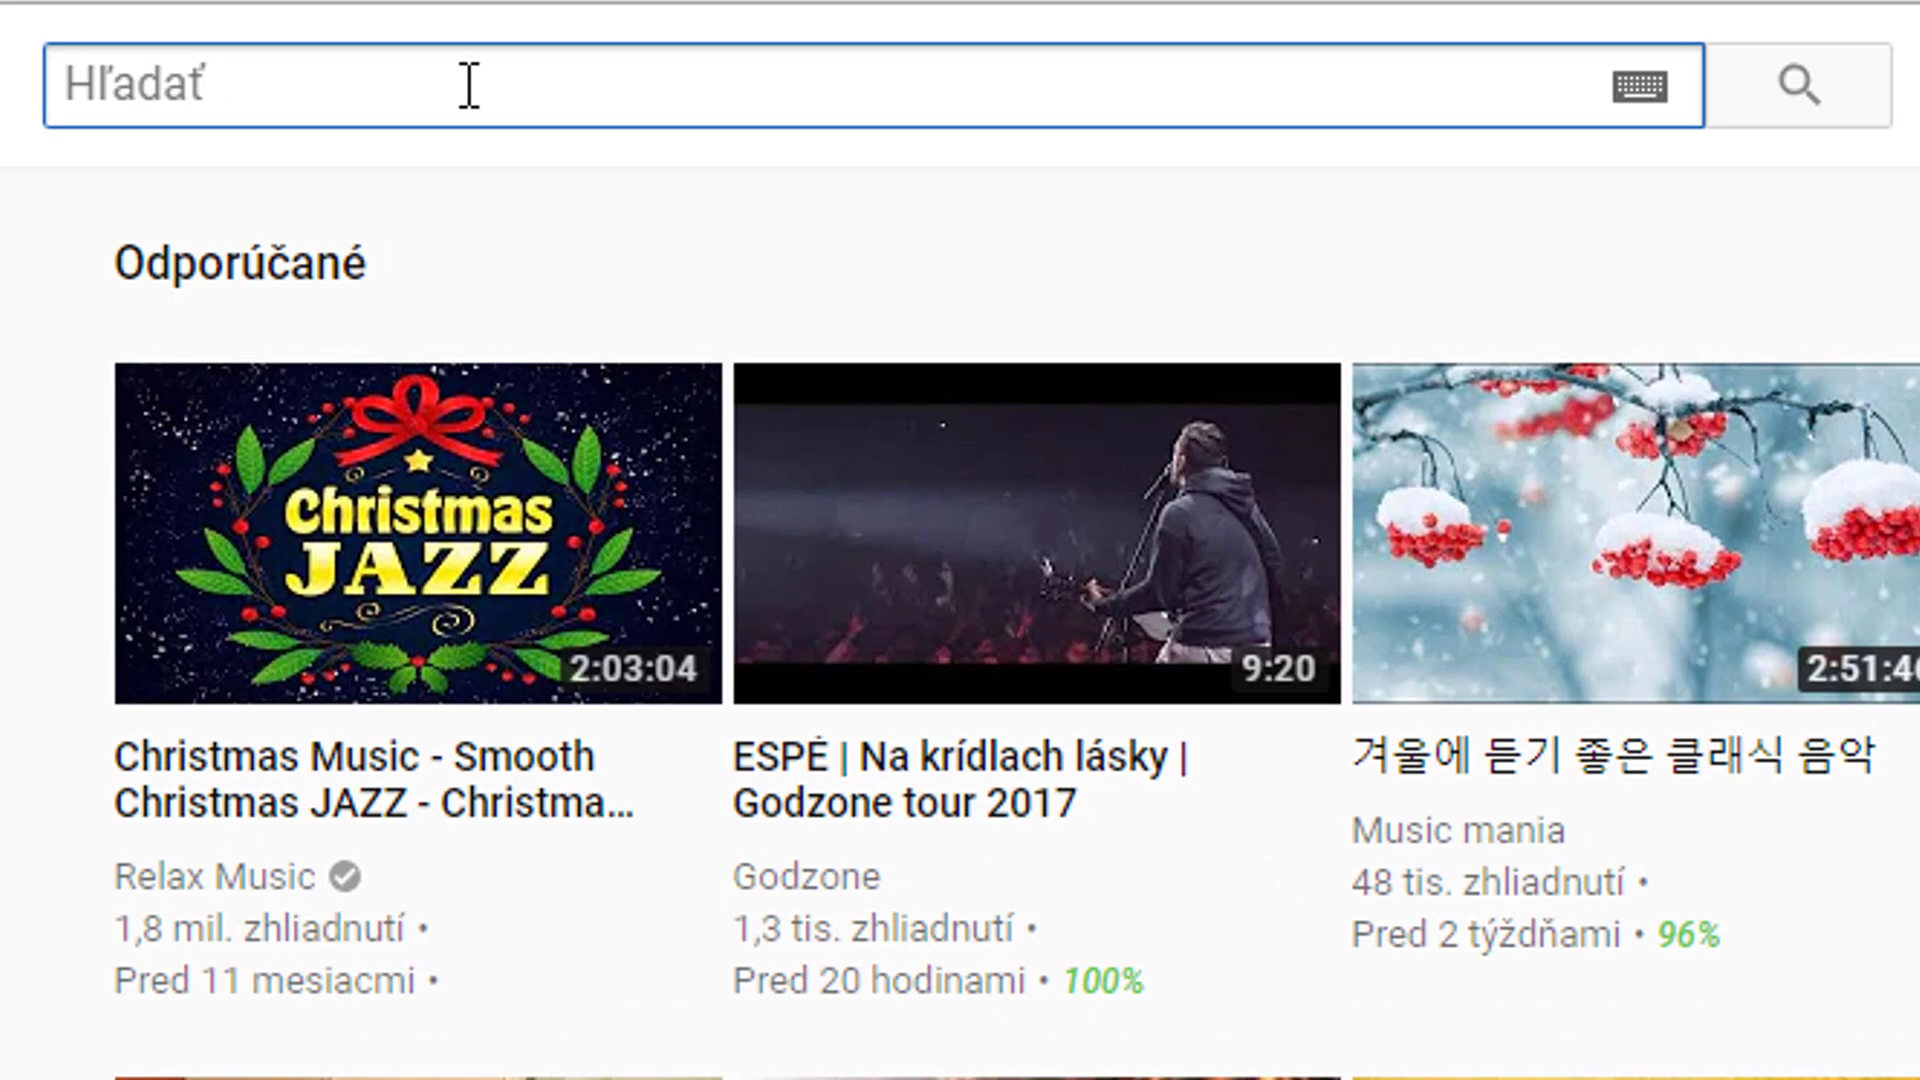 Hľadať
Odporúčané
Christmas
JAZZ
2:03:04
9:20
2:51:4
Christmas Music - Smooth
Christmas JAZZ - Christma...
Relax Music
1,8 mil. zhliadnutí •
Pred 11 mesiacmi •
ESPÉ | Na krídlach lásky |
Godzone tour 2017
Godzone
1,3 tis. zhliadnutí •
Pred 20 hodinami • 100%
겨울에 듣기 좋은 클래식 음악
Music mania
48 tis. zhliadnutí •
Pred 2 týždňami • 96%